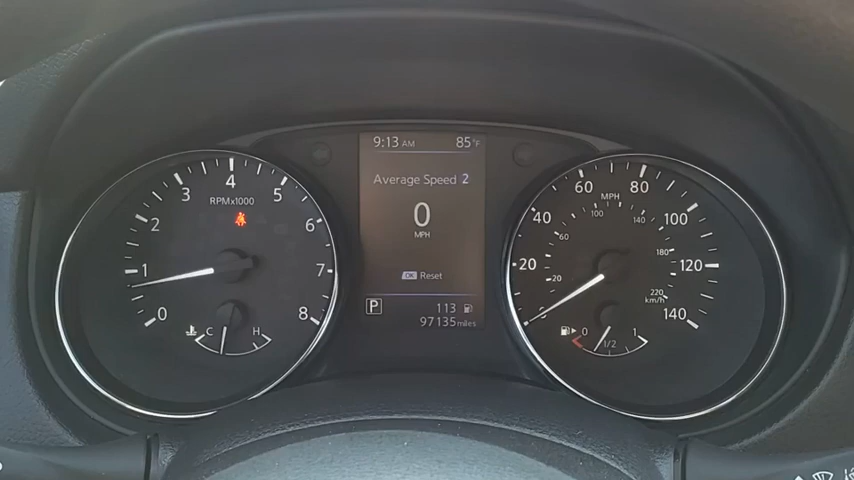 9:13 AM 85°F
Average Speed 2
0
MPH
OK Reset
P 113
97135 miles
RPMx1000
0 1 2 3 4 5 6 7 8
C H
MPH
20 40 60 80 100 120 140
20 60 100 140 180 220
km/h
0 1/2 1